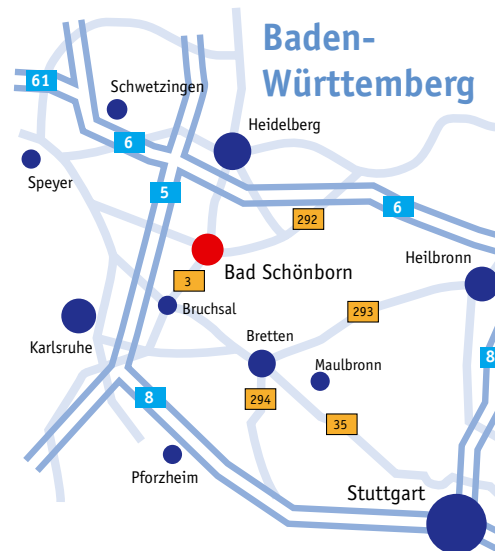 Baden-
Württemberg
61
Schwetzingen
Heidelberg
6
Speyer
5
6
292
Heilbronn
Bad Schönborn
3
Bruchsal
293
Karlsruhe
Bretten
Maulbronn
8
8
294
35
Pforzheim
Stuttgart